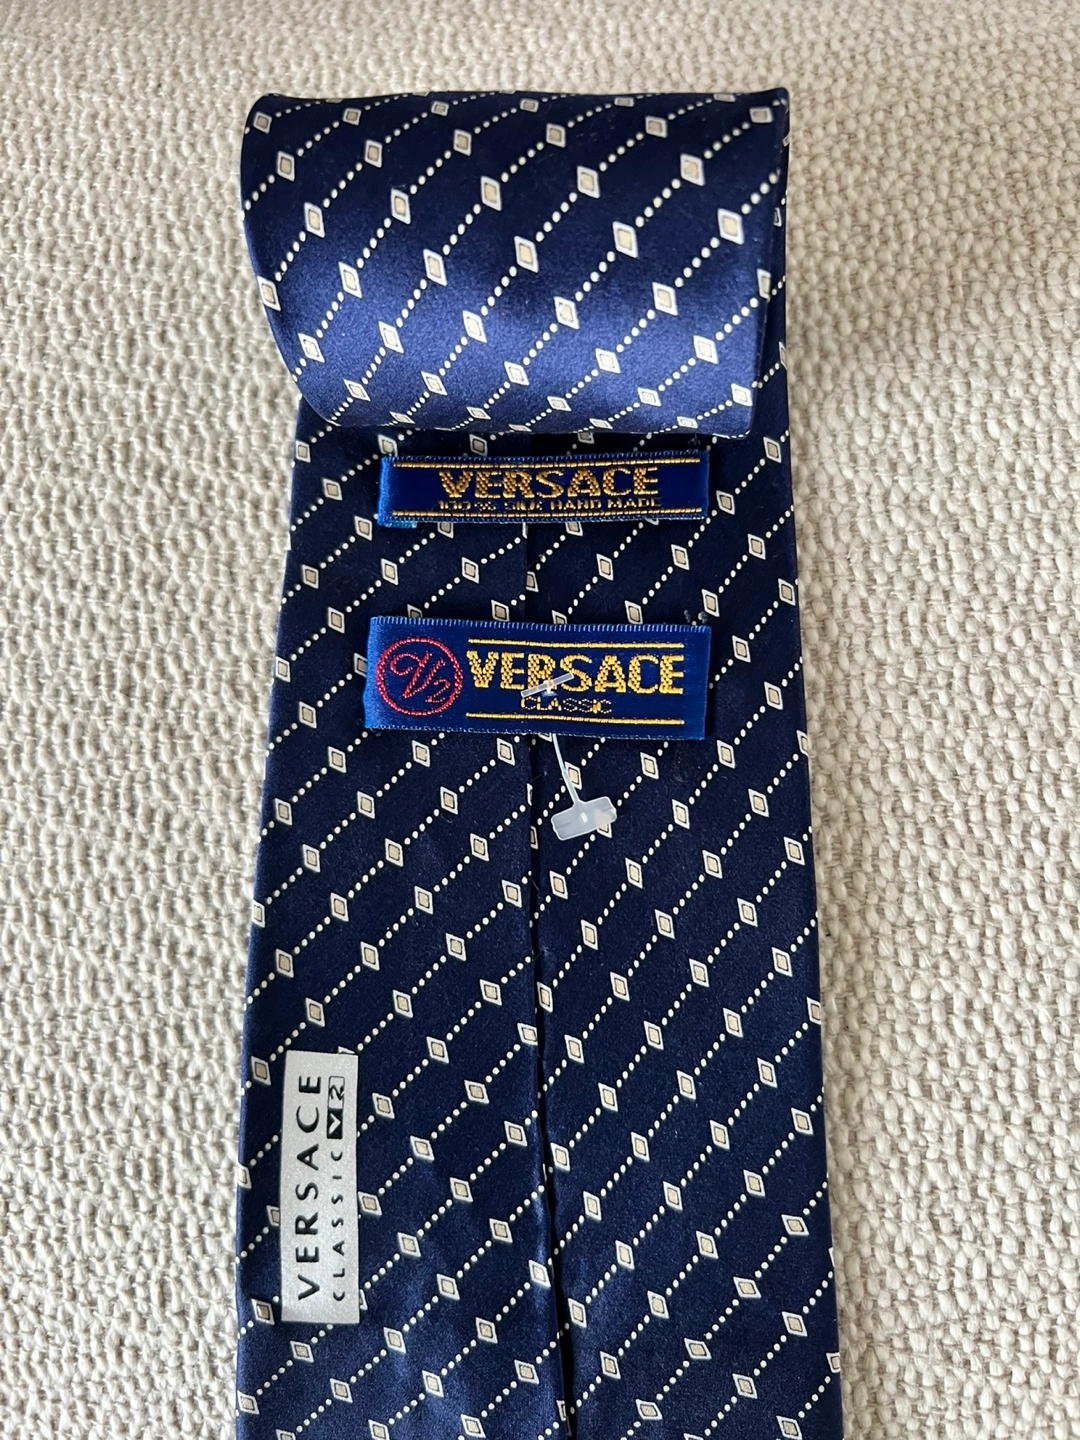 VERSACE
100% SILK HAND MADE
V2 VERSACE
CLASSIC
VERSACE
CLASSIC V2